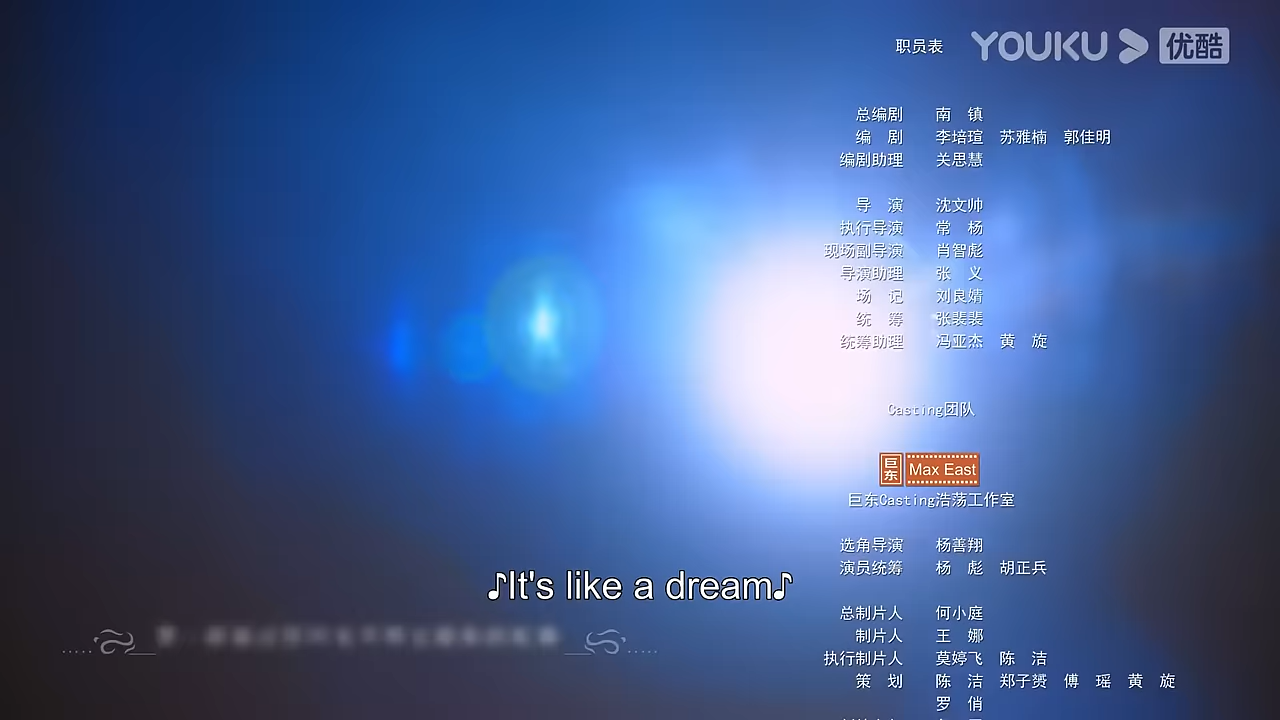 职员表
YOUKU 优酷
总编剧 南 镇
编 剧 李培瑄 苏雅楠 郭佳明
编剧助理 关思慧
导 演 沈文帅
执行导演 常 杨
现场副导演 肖智彪
导演助理 张 义
场 记 刘良婧
统 筹 张裴裴
统筹助理 冯亚杰 黄 旋
Casting团队
巨东 Max East
巨东Casting浩荡工作室
选角导演 杨善翔
演员统筹 杨 彪 胡正兵
♪It's like a dream♪
总制片人 何小庭
制片人 王 娜
执行制片人 莫婷飞 陈 洁
策 划 陈 洁 郑子赟 傅 瑶 黄 旋
罗 俏